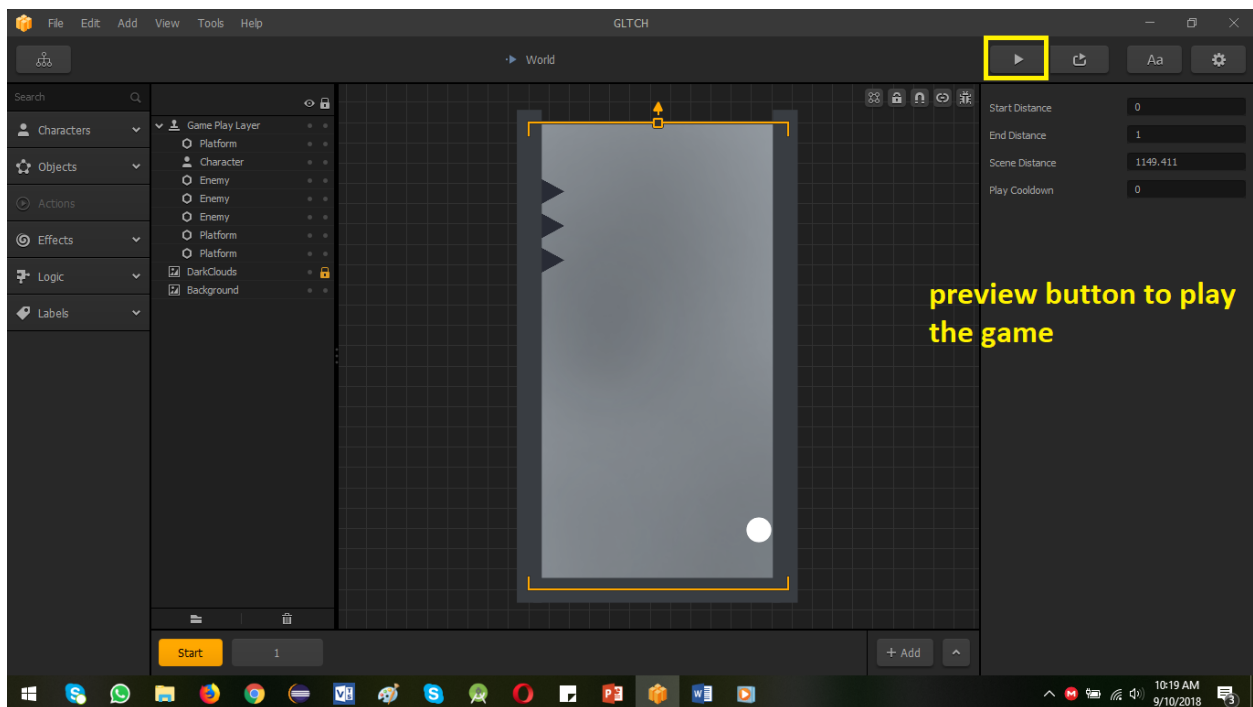 File Edit Add View Tools Help
GLTCH
World
Aa
Search
Characters
Objects
Actions
Effects
Logic
Labels
Game Play Layer
Platform
Character
Enemy
Enemy
Enemy
Platform
Platform
DarkClouds
Background
Start Distance 0
End Distance 1
Scene Distance 1149.411
Play Cooldown 0
preview button to play
the game
Start 1
+ Add
10:19 AM
9/10/2018